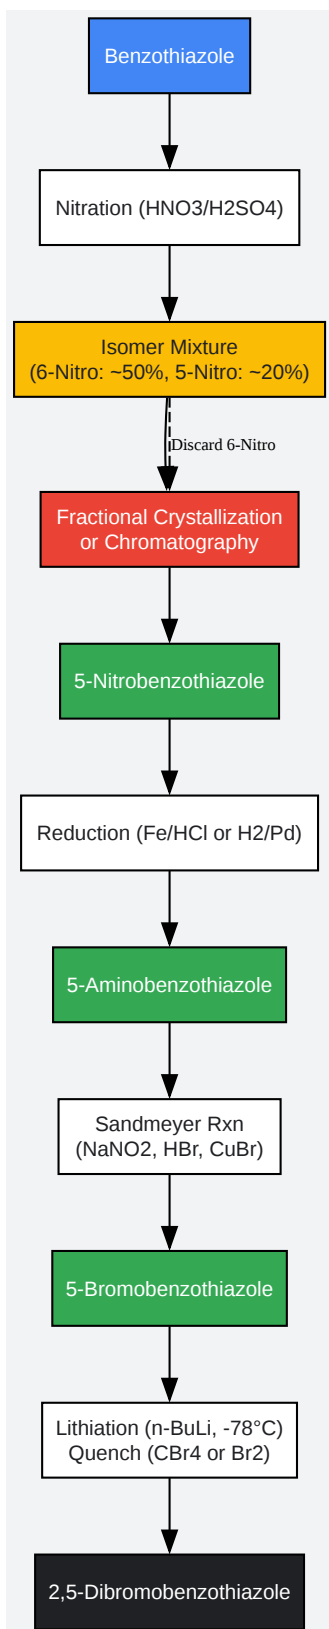 Benzothiazole
Nitration (HNO3/H2SO4)
Isomer Mixture
(6-Nitro: ~50%, 5-Nitro: ~20%)
Discard 6-Nitro
Fractional Crystallization
or Chromatography
5-Nitrobenzothiazole
Reduction (Fe/HCl or H2/Pd)
5-Aminobenzothiazole
Sandmeyer Rxn
(NaNO2, HBr, CuBr)
5-Bromobenzothiazole
Lithiation (n-BuLi, -78°C)
Quench (CBr4 or Br2)
2,5-Dibromobenzothiazole